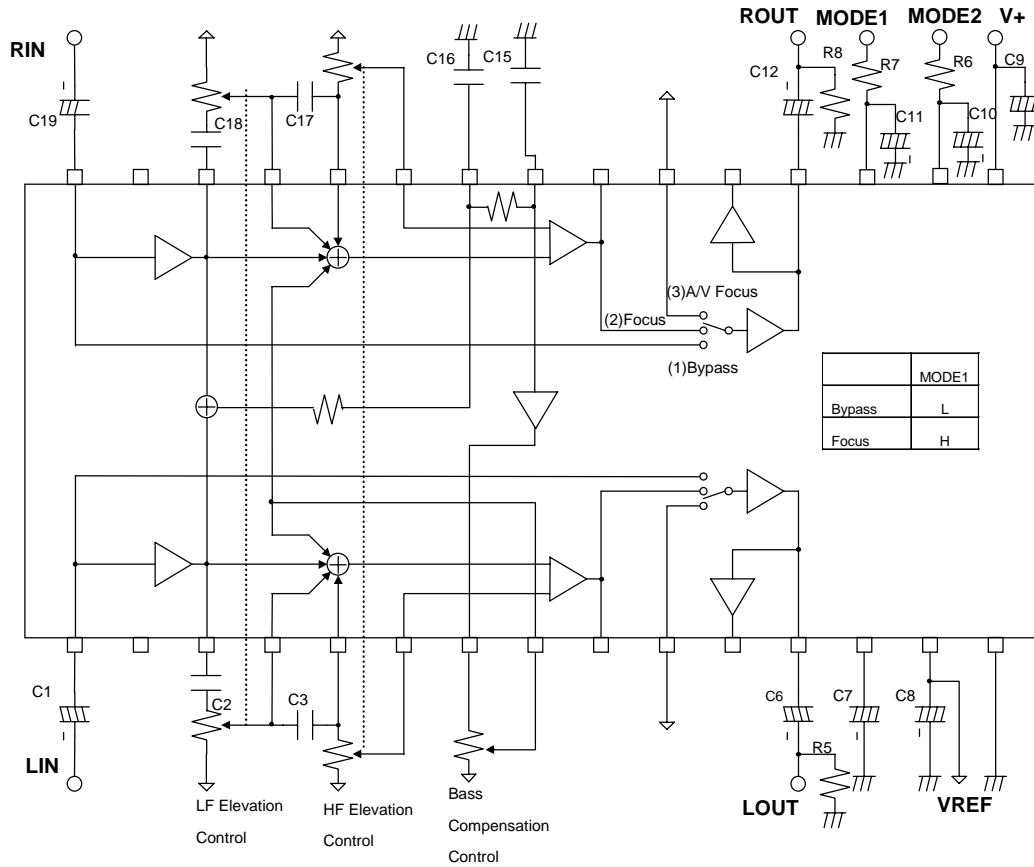 ROUT MODE1 MODE2 V+
RIN
R8
R7
R6
C9
C16
C15
C12
C19
C18
C17
C11
C10
(3)A/V Focus
(2)Focus
(1)Bypass
MODE1
Bypass L
Focus H
C1
C2
C3
C6
C7
C8
R5
LIN
LOUT
VREF
LF Elevation
Control
HF Elevation
Control
Bass
Compensation
Control